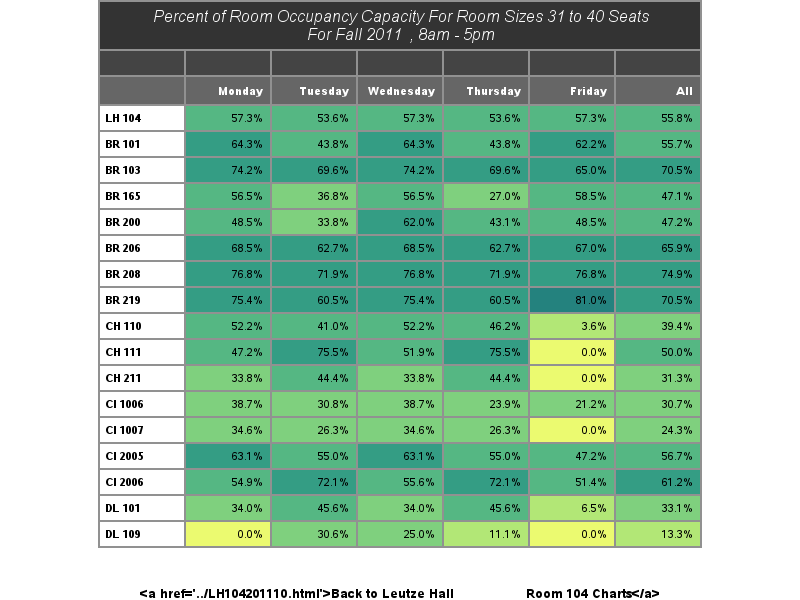 Percent of Room Occupancy Capacity For Room Sizes 31 to 40 Seats
For Fall 2011 , 8am - 5pm
Monday Tuesday Wednesday Thursday Friday All
LH 104 57.3% 53.6% 57.3% 53.6% 57.3% 55.8%
BR 101 64.3% 43.8% 64.3% 43.8% 62.2% 55.7%
BR 103 74.2% 69.6% 74.2% 69.6% 65.0% 70.5%
BR 165 56.5% 36.8% 56.5% 27.0% 58.5% 47.1%
BR 200 48.5% 33.8% 62.0% 43.1% 48.5% 47.2%
BR 206 68.5% 62.7% 68.5% 62.7% 67.0% 65.9%
BR 208 76.8% 71.9% 76.8% 71.9% 76.8% 74.9%
BR 219 75.4% 60.5% 75.4% 60.5% 81.0% 70.5%
CH 110 52.2% 41.0% 52.2% 46.2% 3.6% 39.4%
CH 111 47.2% 75.5% 51.9% 75.5% 0.0% 50.0%
CH 211 33.8% 44.4% 33.8% 44.4% 0.0% 31.3%
CI 1006 38.7% 30.8% 38.7% 23.9% 21.2% 30.7%
CI 1007 34.6% 26.3% 34.6% 26.3% 0.0% 24.3%
CI 2005 63.1% 55.0% 63.1% 55.0% 47.2% 56.7%
CI 2006 54.9% 72.1% 55.6% 72.1% 51.4% 61.2%
DL 101 34.0% 45.6% 34.0% 45.6% 6.5% 33.1%
DL 109 0.0% 30.6% 25.0% 11.1% 0.0% 13.3%
<a href='../LH104201110.html'>Back to Leutze Hall Room 104 Charts</a>